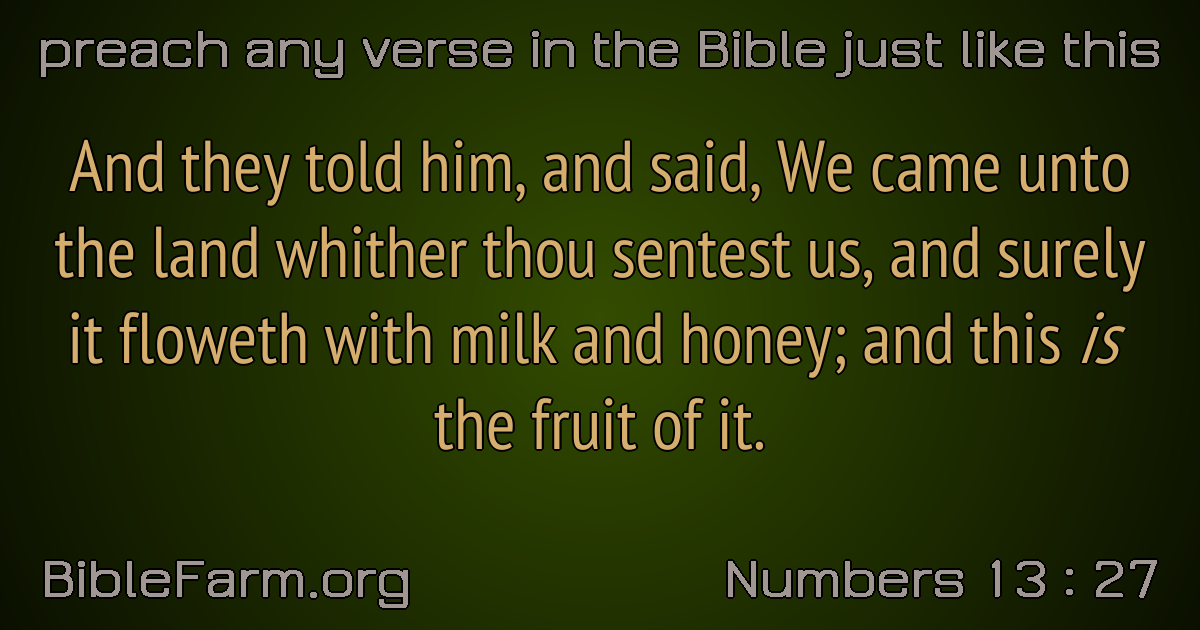 preach any verse in the Bible just like this
And they told him, and said, We came unto
the land whither thou sentest us, and surely
it floweth with milk and honey; and this is
the fruit of it.
BibleFarm.org
Numbers 13 : 27